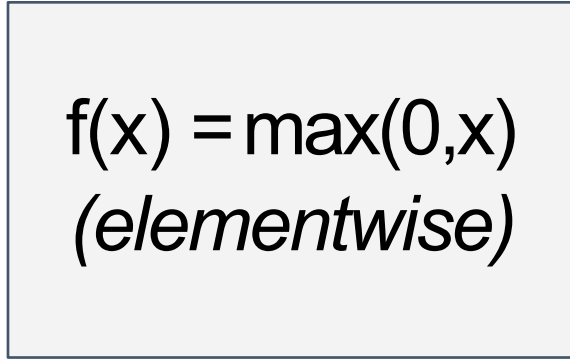 f(x) = max(0,x)
(elementwise)